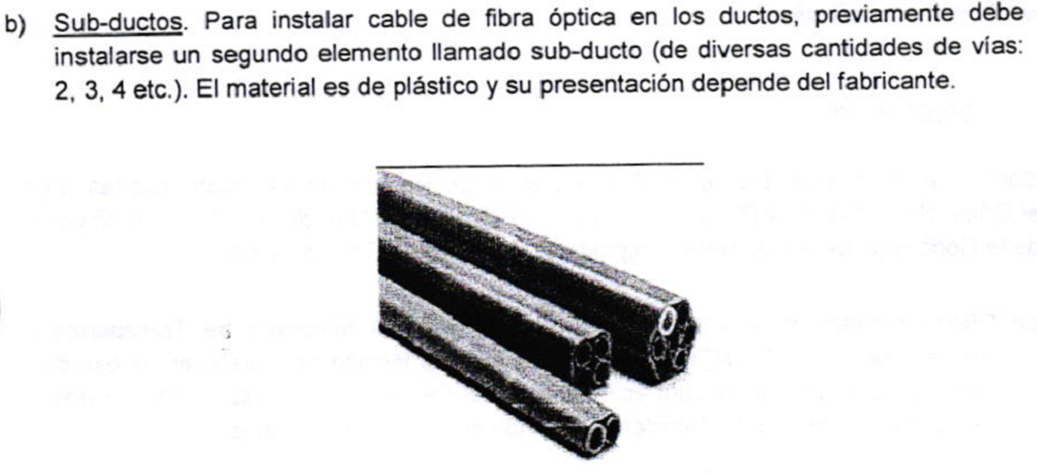 b) Sub-ductos. Para instalar cable de fibra óptica en los ductos, previamente debe
instalarse un segundo elemento llamado sub-ducto (de diversas cantidades de vías:
2, 3, 4 etc.). El material es de plástico y su presentación depende del fabricante.